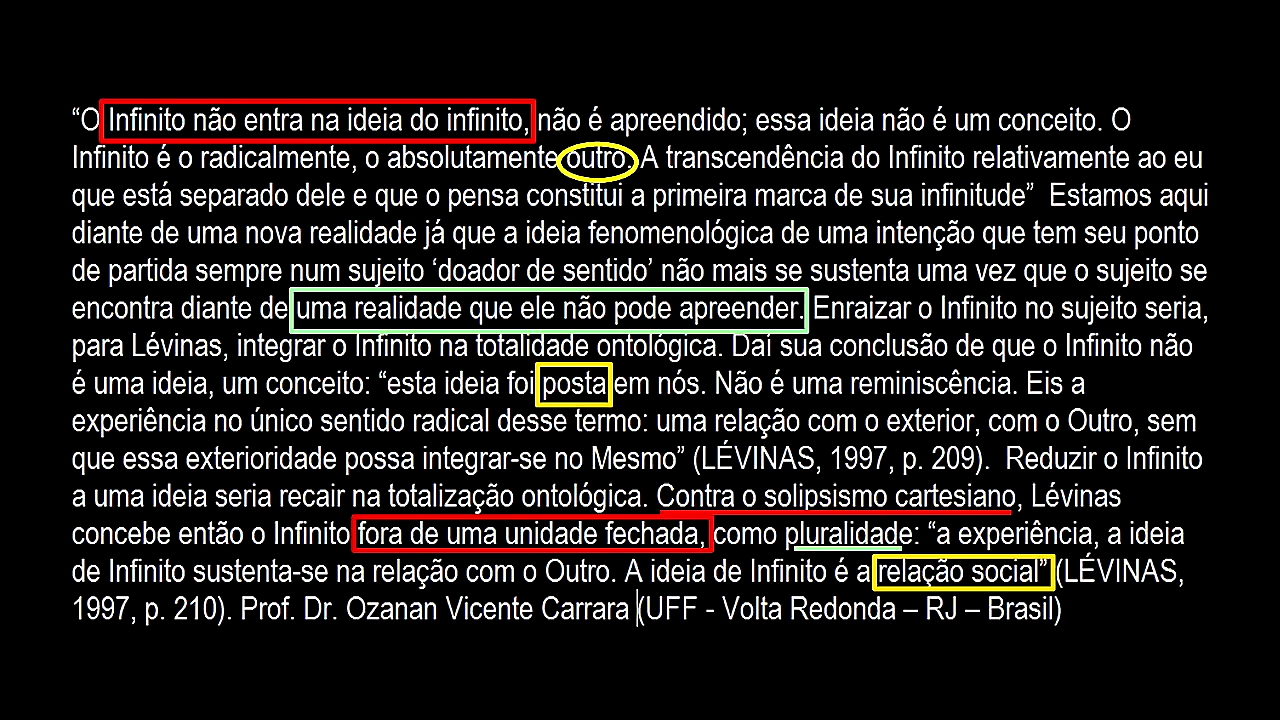 “O Infinito não entra na ideia do infinito, não é apreendido; essa ideia não é um conceito. O
Infinito é o radicalmente, o absolutamente outro. A transcendência do Infinito relativamente ao eu
que está separado dele e que o pensa constitui a primeira marca de sua infinitude” Estamos aqui
diante de uma nova realidade já que a ideia fenomenológica de uma intenção que tem seu ponto
de partida sempre num sujeito ‘doador de sentido’ não mais se sustenta uma vez que o sujeito se
encontra diante de uma realidade que ele não pode apreender. Enraizar o Infinito no sujeito seria,
para Lévinas, integrar o Infinito na totalidade ontológica. Daí sua conclusão de que o Infinito não
é uma ideia, um conceito: “esta ideia foi posta em nós. Não é uma reminiscência. Eis a
experiência no único sentido radical desse termo: uma relação com o exterior, com o Outro, sem
que essa exterioridade possa integrar-se no Mesmo” (LÉVINAS, 1997, p. 209). Reduzir o Infinito
a uma ideia seria recair na totalização ontológica. Contra o solipsismo cartesiano, Lévinas
concebe então o Infinito fora de uma unidade fechada, como pluralidade: “a experiência, a ideia
de Infinito sustenta-se na relação com o Outro. A ideia de Infinito é a relação social” (LÉVINAS,
1997, p. 210). Prof. Dr. Ozanan Vicente Carrara (UFF - Volta Redonda – RJ – Brasil)